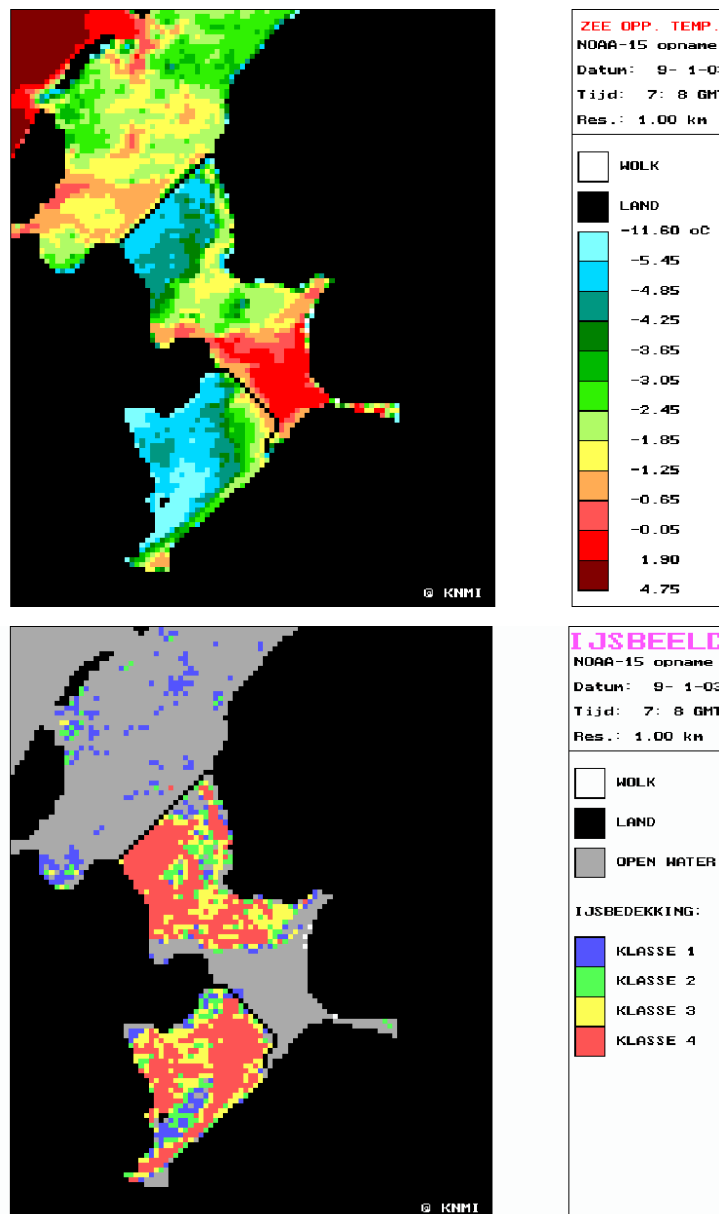 ZEE OPP. TEMP.
NOAA-15 opname
Datum: 9- 1-03
Tijd: 7: 8 GMT
Res.: 1.00 km
WOLK
LAND
-11.60 oC
-5.45
-4.85
-4.25
-3.65
-3.05
-2.45
-1.85
-1.25
-0.65
-0.05
1.90
4.75
@ KNMI
IJSBEELD
NOAA-15 opname
Datum: 9- 1-03
Tijd: 7: 8 GMT
Res.: 1.00 km
WOLK
LAND
OPEN WATER
IJSBEDEKKING:
KLASSE 1
KLASSE 2
KLASSE 3
KLASSE 4
@ KNMI